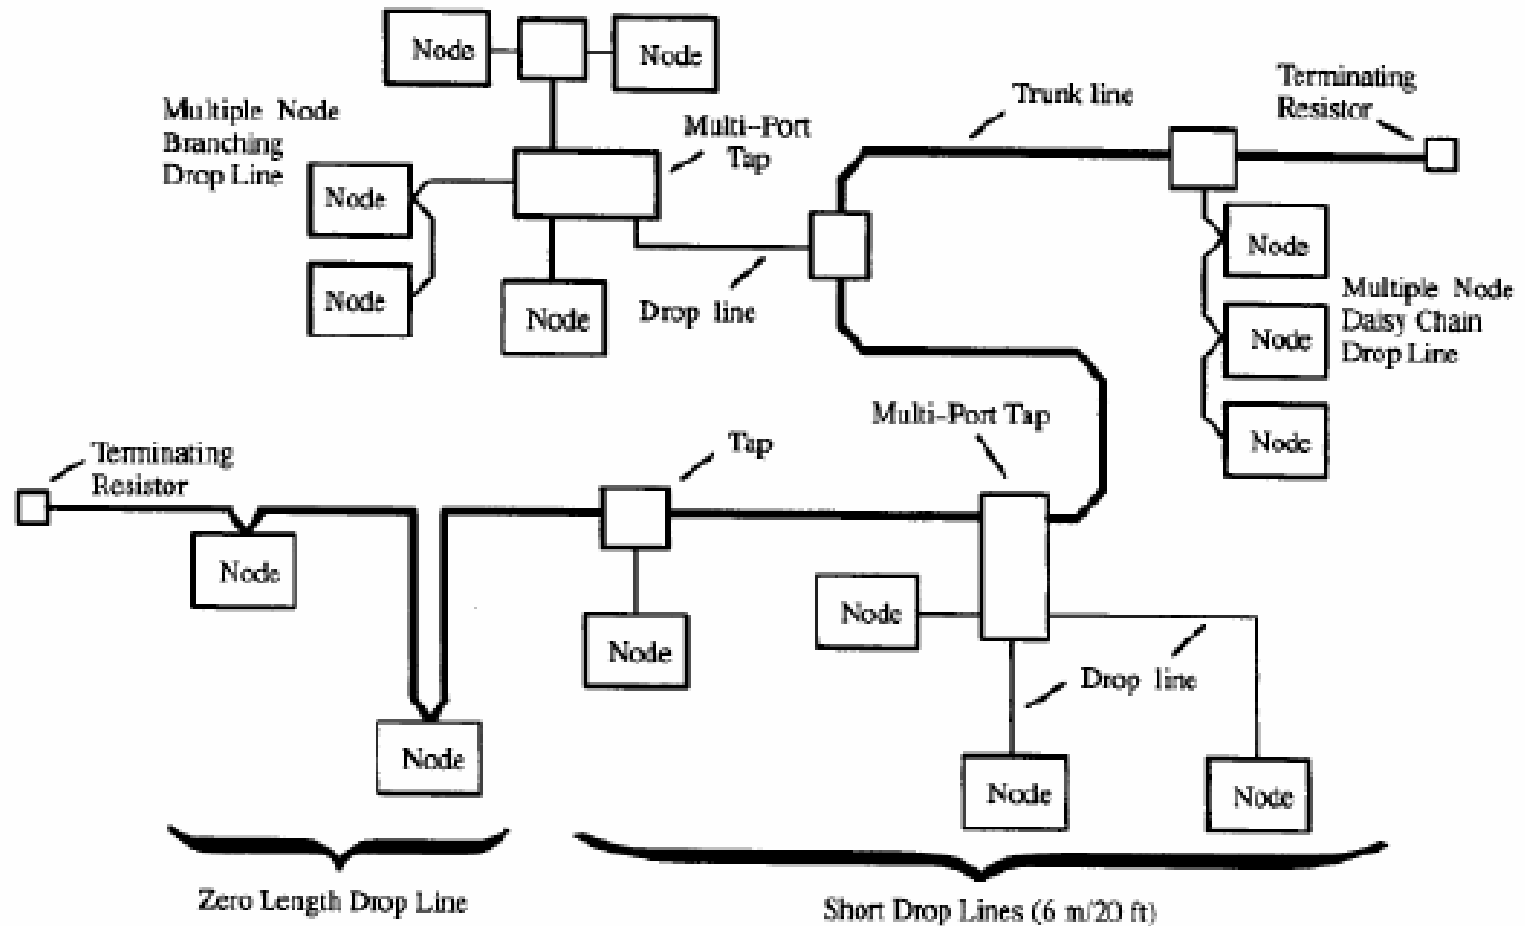 Node
Node
Multiple Node
Branching
Drop Line
Multi-Port
Tap
Trunk line
Terminating
Resistor
Node
Node
Node
Drop line
Node
Node
Node
Multiple Node
Daisy Chain
Drop Line
Terminating
Resistor
Tap
Multi-Port Tap
Node
Node
Node
Node
Drop line
Node
Node
Node
Zero Length Drop Line
Short Drop Lines (6 m/20 ft)